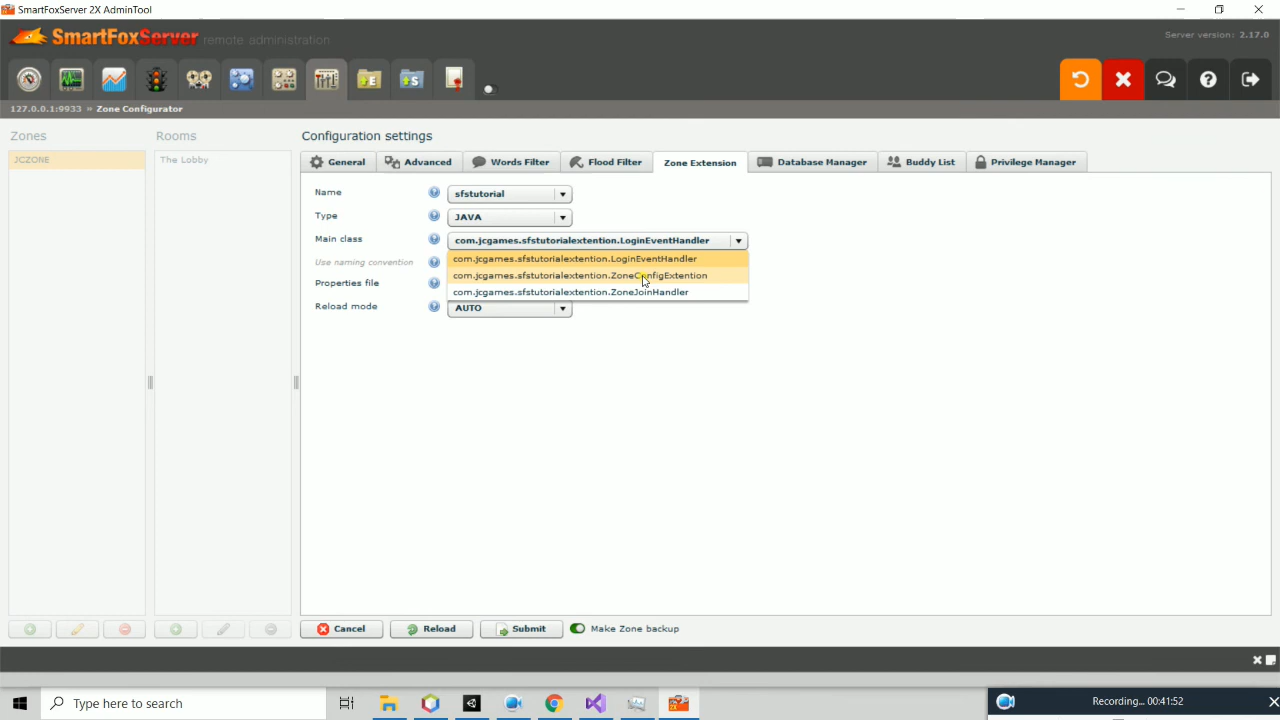 SmartFoxServer 2X AdminTool
SmartFoxServer remote administration
Server version: 2.17.0
127.0.0.1:9933 » Zone Configurator
Zones
Rooms
Configuration settings
JCZONE
The Lobby
General
Advanced
Words Filter
Flood Filter
Zone Extension
Database Manager
Buddy List
Privilege Manager
Name
sfstutorial
Type
JAVA
Main class
com.jcgames.sfstutorialextention.LoginEventHandler
com.jcgames.sfstutorialextention.LoginEventHandler
Use naming convention
com.jcgames.sfstutorialextention.ZoneConfigExtention
Properties file
com.jcgames.sfstutorialextention.ZoneJoinHandler
Reload mode
AUTO
Cancel
Reload
Submit
Make Zone backup
Type here to search
Recording... 00:41:52